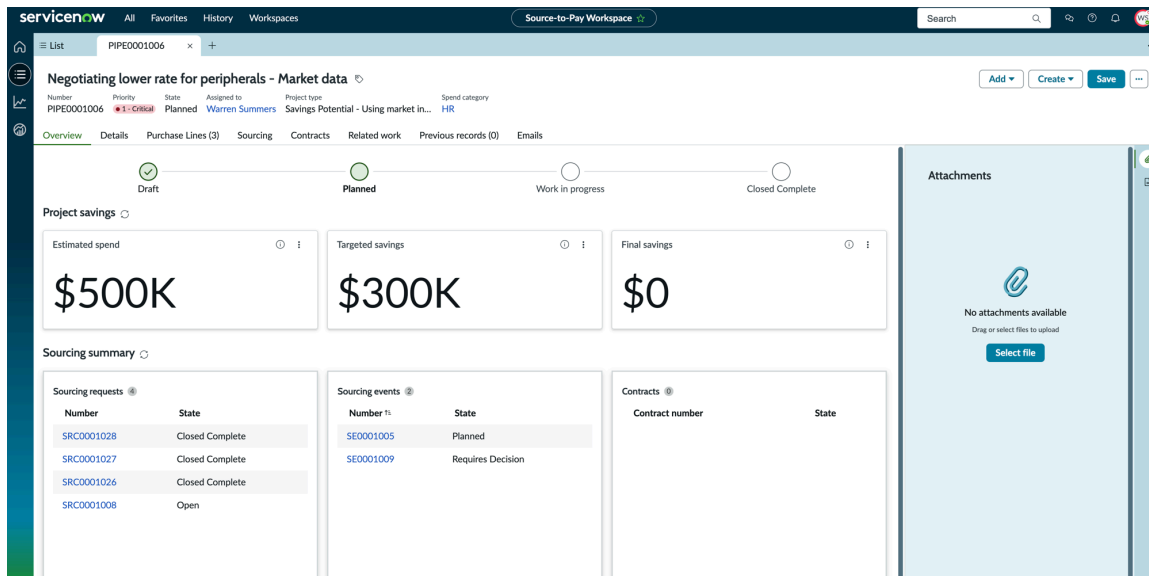 servicenow All Favorites History Workspaces Source-to-Pay Workspace Search
List PIPE0001006 × +
Negotiating lower rate for peripherals - Market data
Add Create Save ...
Number Priority State Assigned to Project type Spend category
PIPE0001006 1 - Critical Planned Warren Summers Savings Potential - Using market in... HR
Overview Details Purchase Lines (3) Sourcing Contracts Related work Previous records (0) Emails
Draft Planned Work in progress Closed Complete
Attachments
Project savings
Estimated spend Targeted savings Final savings
$500K $300K $0
No attachments available
Drag or select files to upload
Select file
Sourcing summary
Sourcing requests 4 Sourcing events 2 Contracts 0
Number State Number State Contract number State
SRC0001028 Closed Complete SE0001005 Planned
SRC0001027 Closed Complete SE0001009 Requires Decision
SRC0001026 Closed Complete
SRC0001008 Open